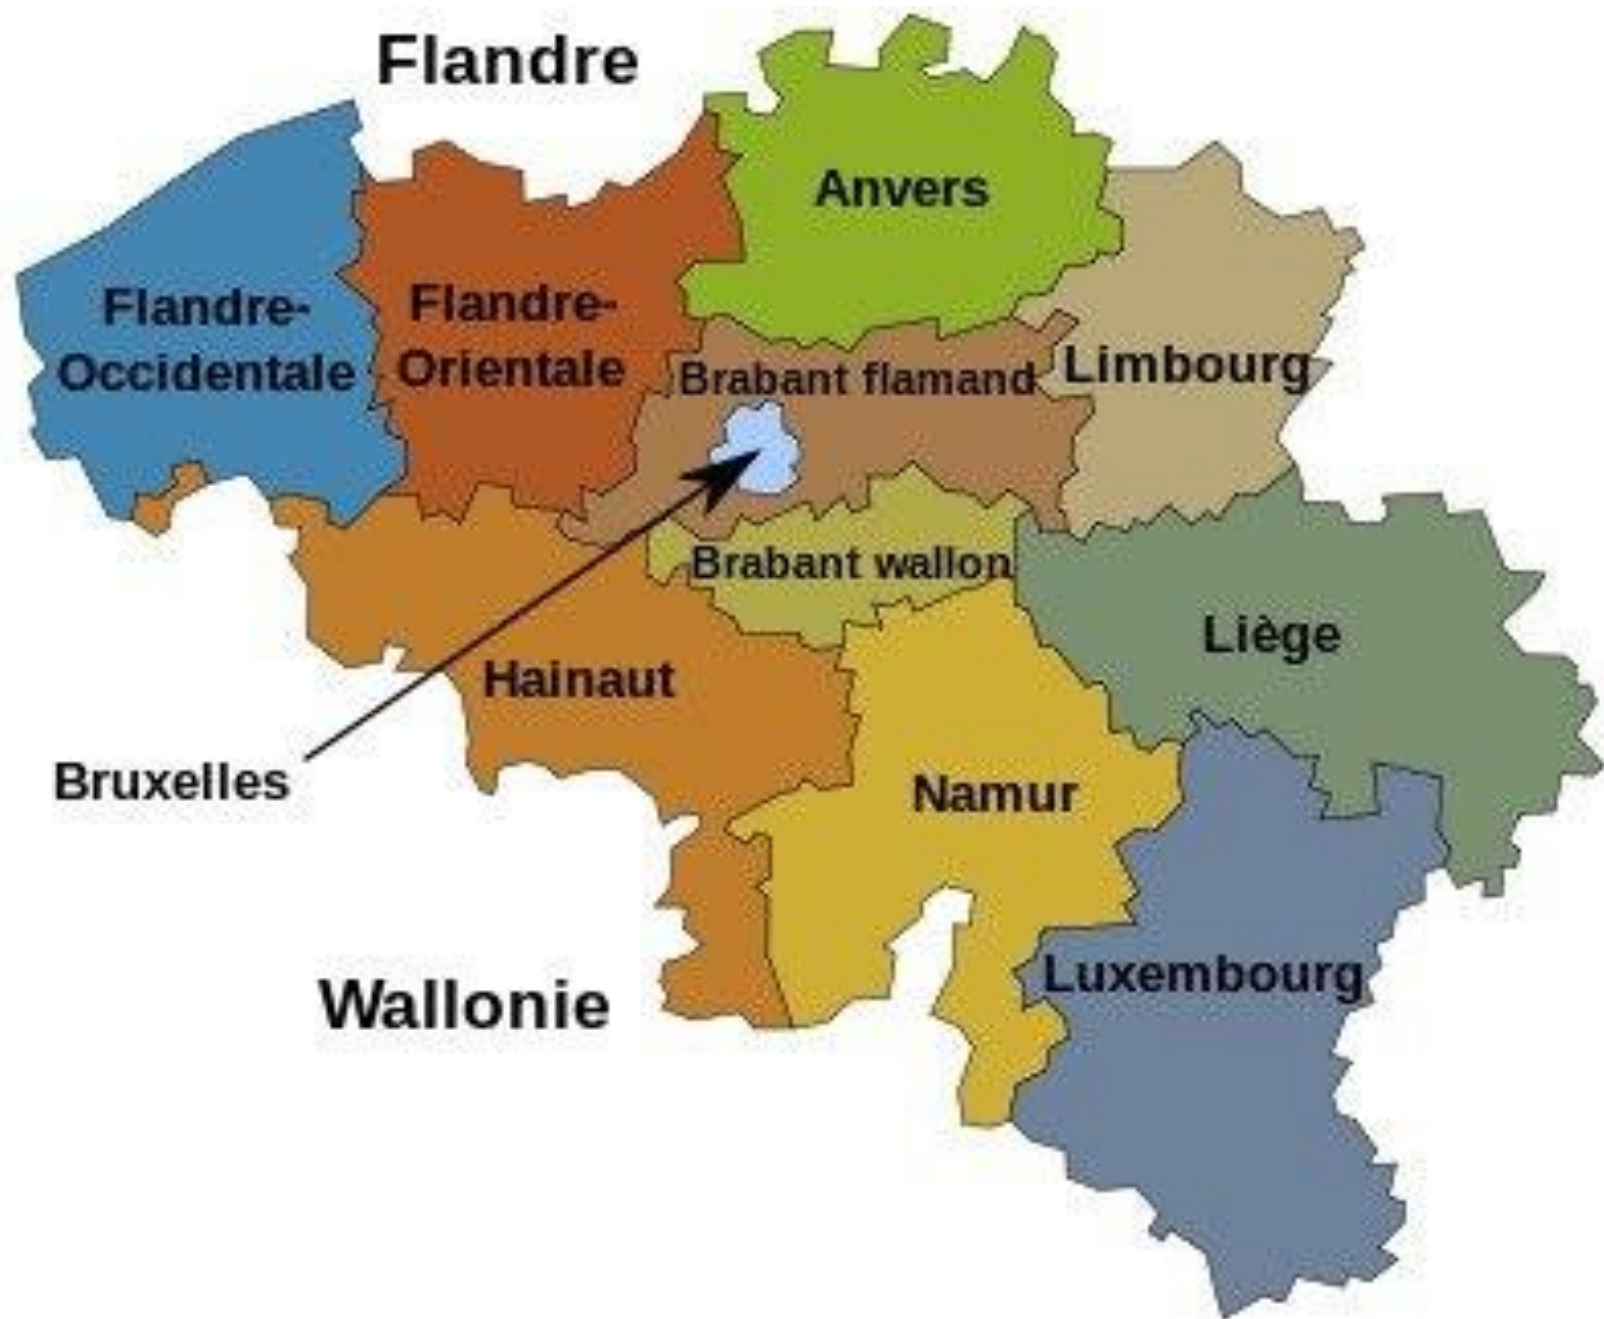 Flandre
Anvers
Flandre-
Occidentale
Flandre-
Orientale
Brabant flamand
Limbourg
Brabant wallon
Liège
Hainaut
Bruxelles
Namur
Wallonie
Luxembourg